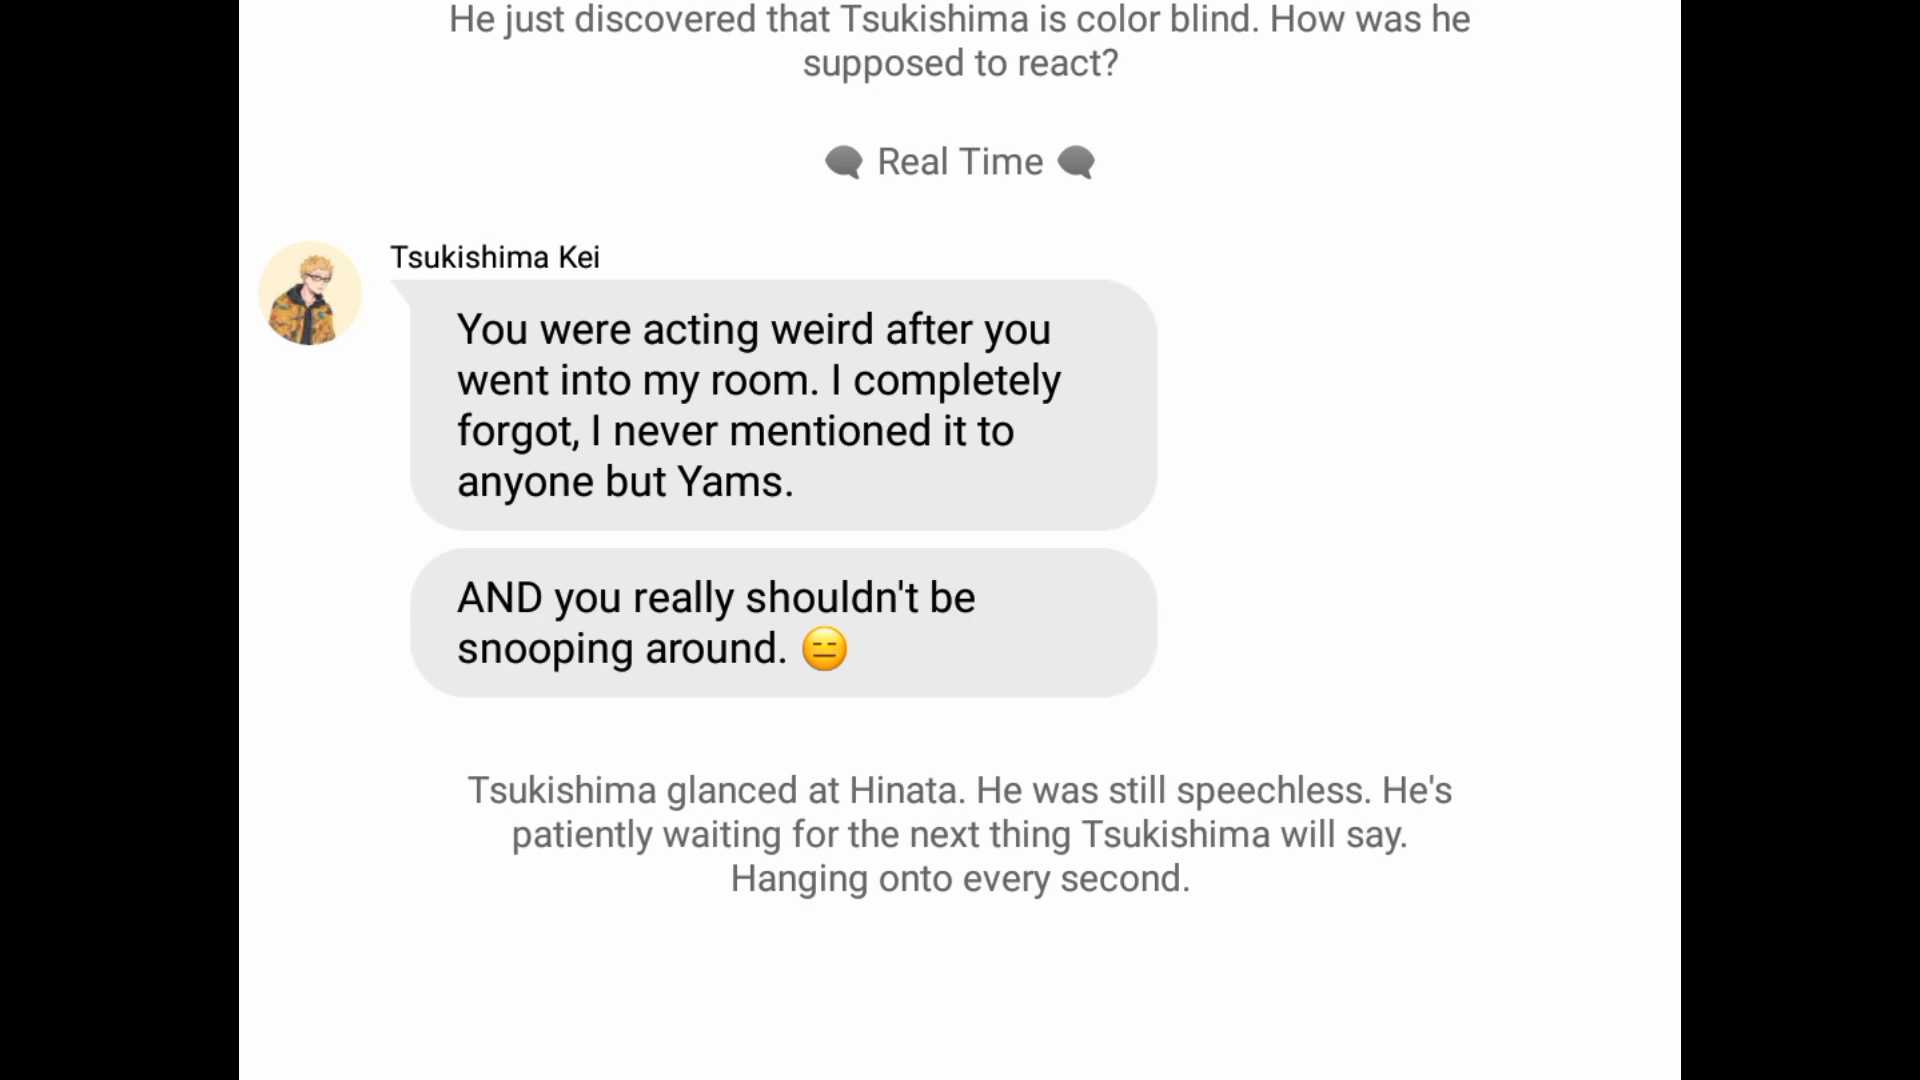 He just discovered that Tsukishima is color blind. How was he
supposed to react?
🗨 Real Time 🗨
Tsukishima Kei
You were acting weird after you
went into my room. I completely
forgot, I never mentioned it to
anyone but Yams.
AND you really shouldn't be
snooping around. 😑
Tsukishima glanced at Hinata. He was still speechless. He's
patiently waiting for the next thing Tsukishima will say.
Hanging onto every second.